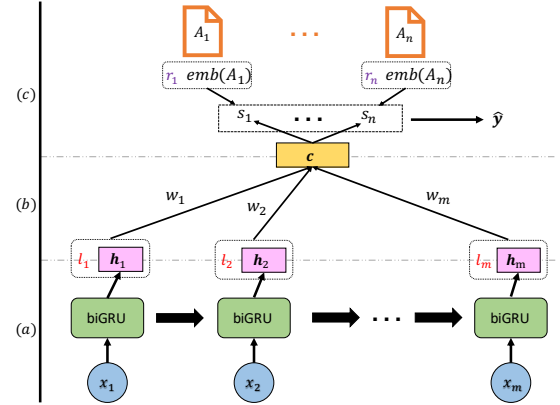 A₁ ... Aₙ
(c) r₁ emb(A₁) rₙ emb(Aₙ)
s₁ ... sₙ ŷ
c
(b) w₁ w₂ wₘ
l₁ h₁ l₂ h₂ lₘ hₘ
(a) biGRU biGRU ... biGRU
x₁ x₂ xₘ